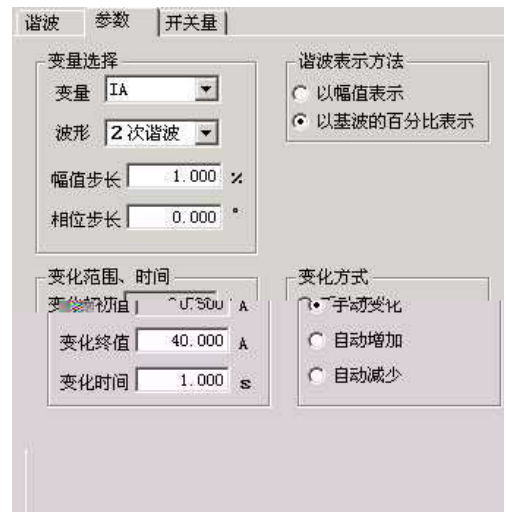 谐波 参数 开关量
变量选择
变量 IA
波形 2次谐波
幅值步长 1.000 %
相位步长 0.000 °
谐波表示方法
以幅值表示
以基波的百分比表示
变化范围、时间
A
变化终值 40.000 A
变化时间 1.000 s
变化方式
手动变化
自动增加
自动减少